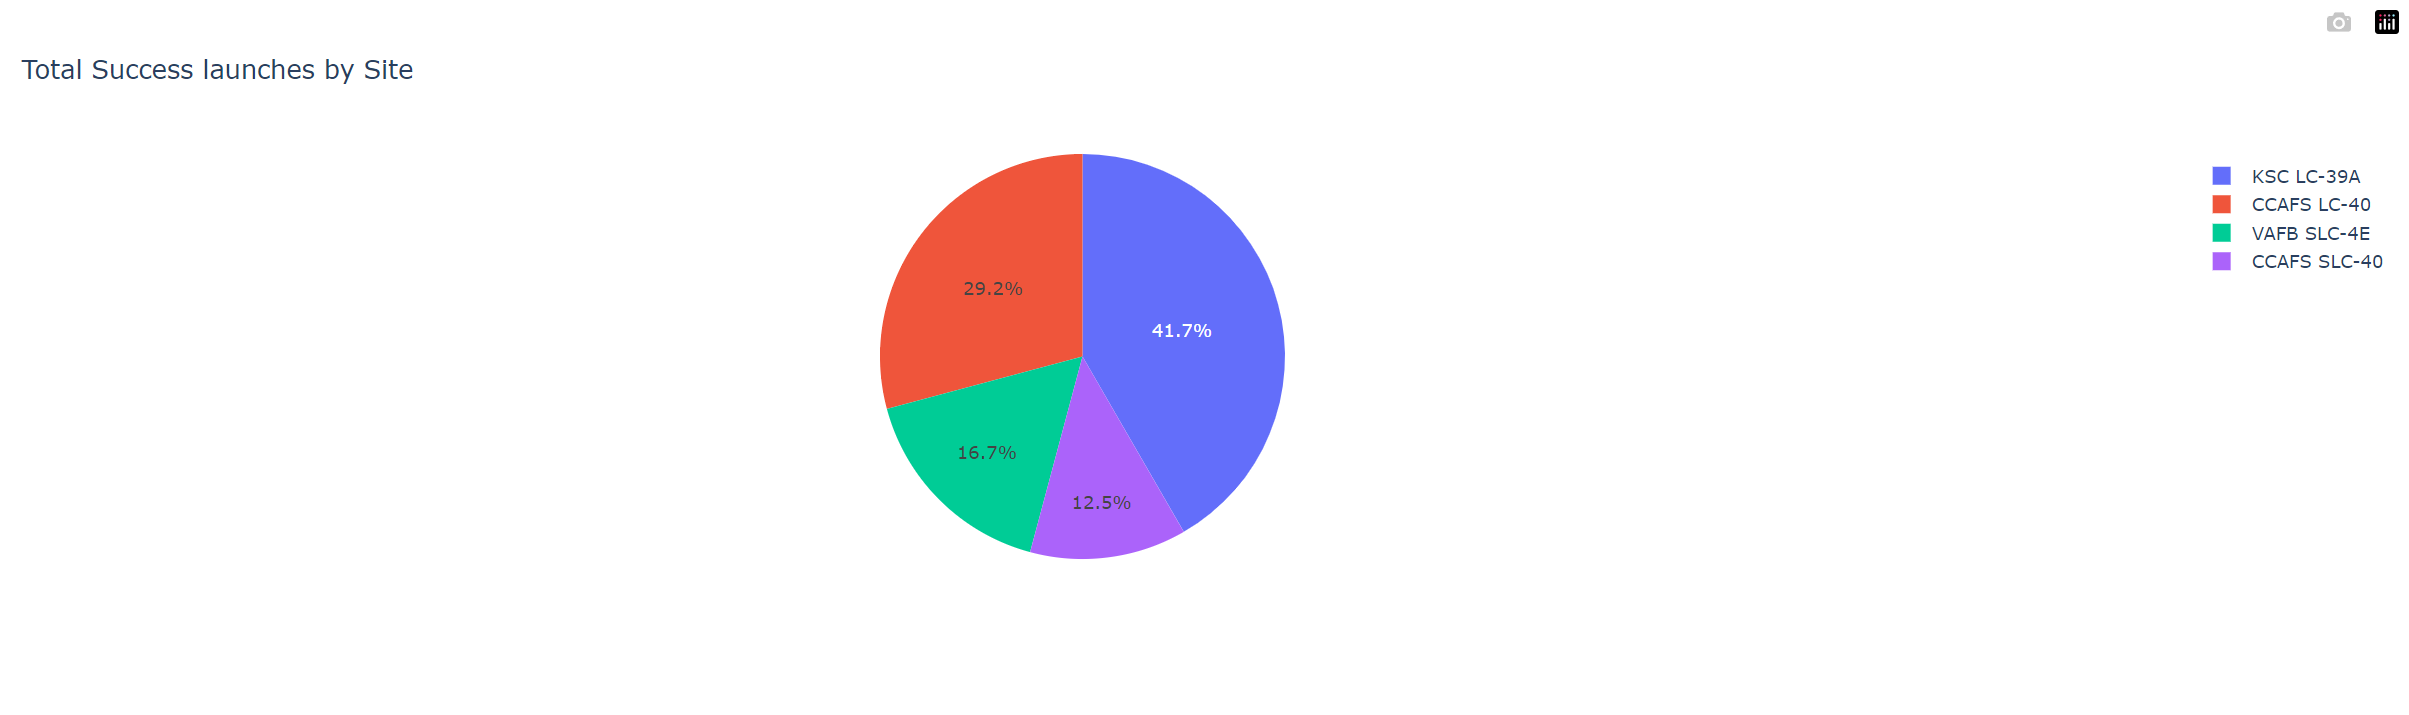 Total Success launches by Site
KSC LC-39A
CCAFS LC-40
VAFB SLC-4E
CCAFS SLC-40
29.2%
41.7%
16.7%
12.5%